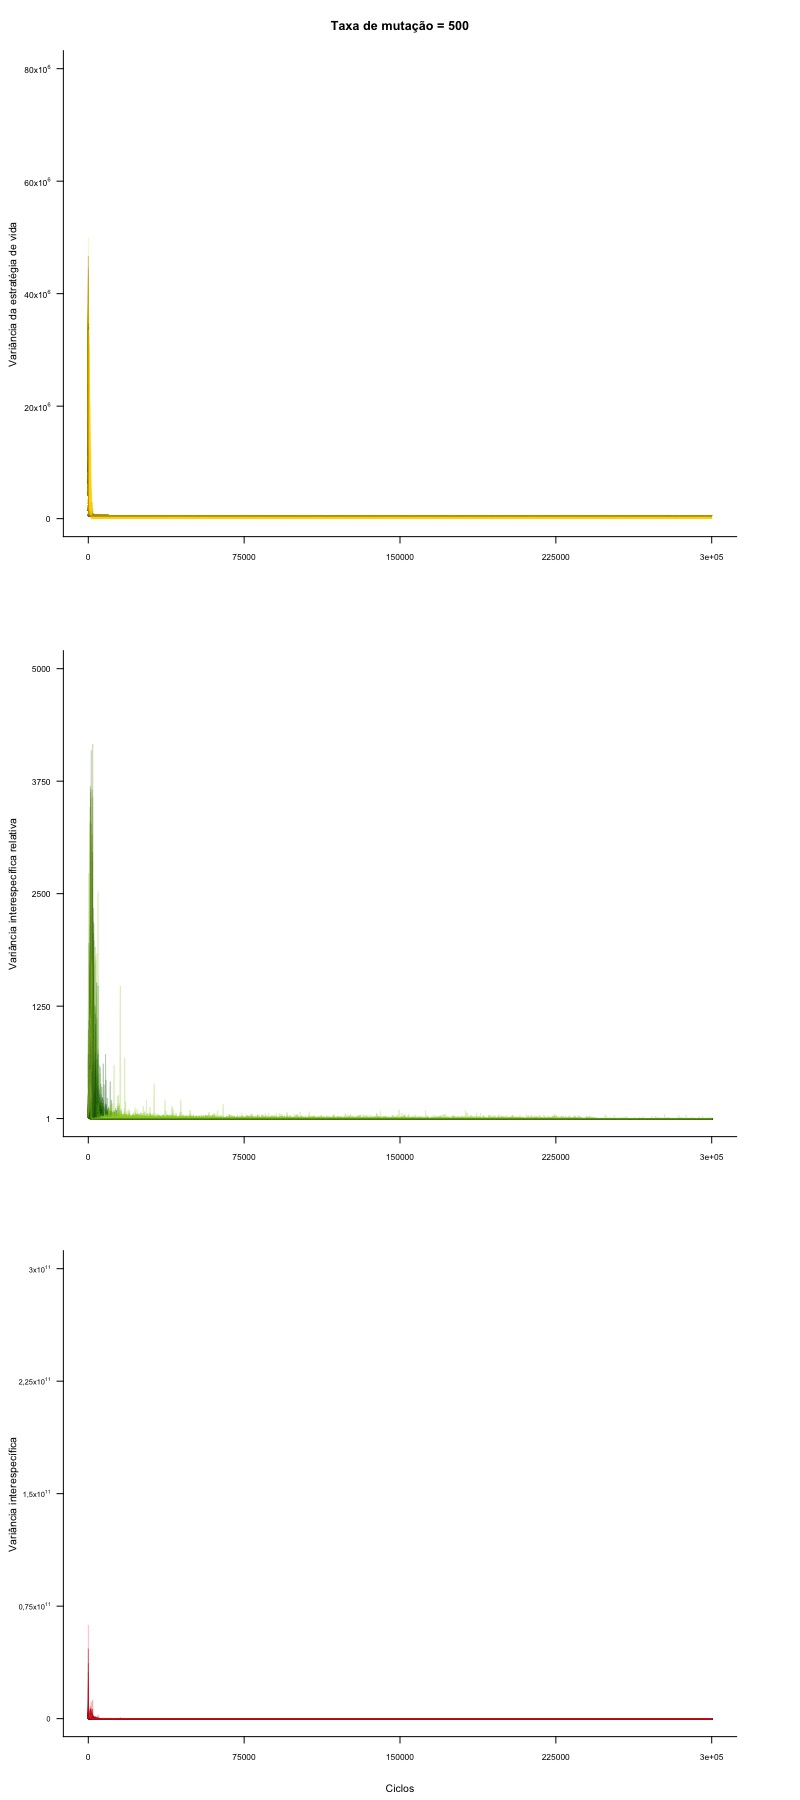 Taxa de mutação = 500
Variância da estratégia de vida
80x10⁶
60x10⁶
40x10⁶
20x10⁶
0
0 75000 150000 225000 3e+05
Variância interespecífica relativa
5000
3750
2500
1250
1
0 75000 150000 225000 3e+05
Variância interespecífica
3x10¹¹
2,25x10¹¹
1,5x10¹¹
0,75x10¹¹
0
0 75000 150000 225000 3e+05
Ciclos